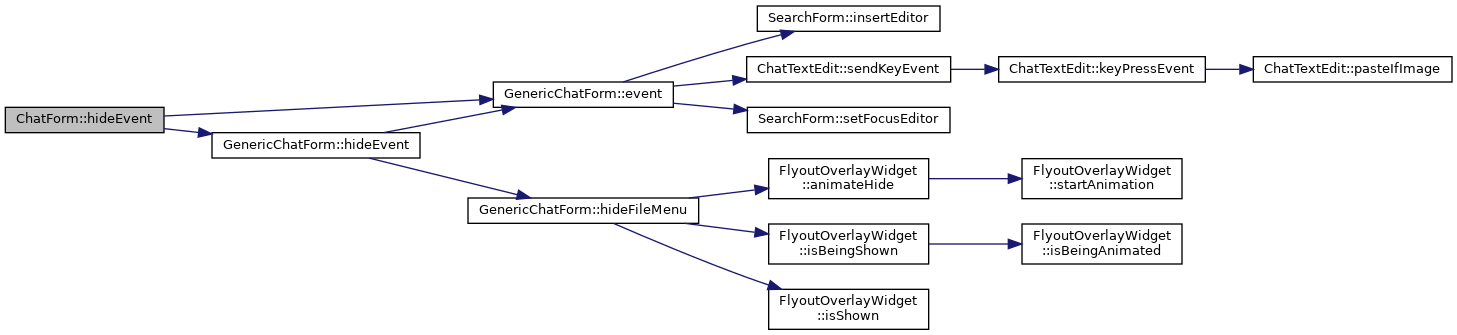 SearchForm::insertEditor
ChatTextEdit::sendKeyEvent
ChatTextEdit::keyPressEvent
ChatTextEdit::pasteIfImage
GenericChatForm::event
ChatForm::hideEvent
SearchForm::setFocusEditor
GenericChatForm::hideEvent
FlyoutOverlayWidget
::animateHide
FlyoutOverlayWidget
::startAnimation
GenericChatForm::hideFileMenu
FlyoutOverlayWidget
::isBeingShown
FlyoutOverlayWidget
::isBeingAnimated
FlyoutOverlayWidget
::isShown